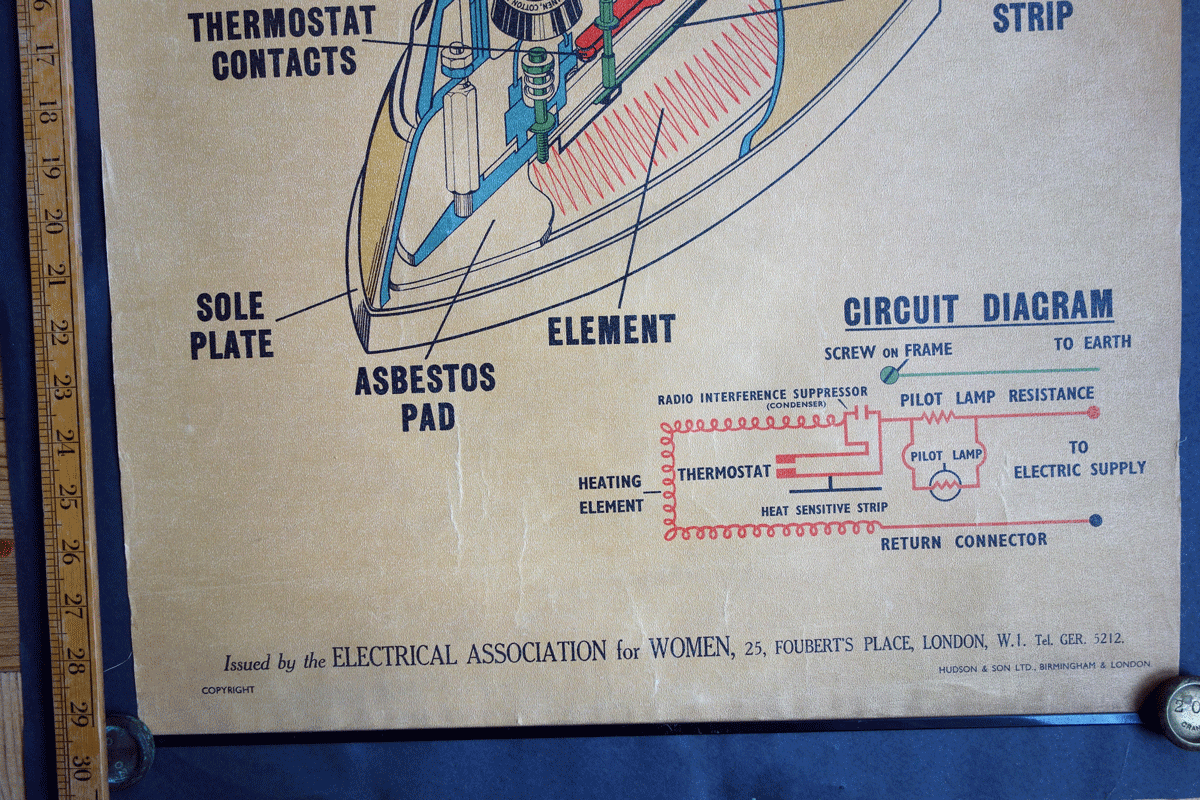 THERMOSTAT
CONTACTS
STRIP
NEN, COTTON
SOLE
PLATE
ASBESTOS
PAD
ELEMENT
CIRCUIT DIAGRAM
SCREW ON FRAME
TO EARTH
RADIO INTERFERENCE SUPPRESSOR
(CONDENSER)
PILOT LAMP RESISTANCE
THERMOSTAT
PILOT LAMP
TO
ELECTRIC SUPPLY
HEATING
ELEMENT
HEAT SENSITIVE STRIP
RETURN CONNECTOR
Issued by the ELECTRICAL ASSOCIATION for WOMEN, 25, FOUBERT'S PLACE, LONDON, W.1. Tel. GER. 5212.
HUDSON & SON LTD., BIRMINGHAM & LONDON
COPYRIGHT
17
18
19
20
21
22
23
24
25
26
27
28
29
30
20